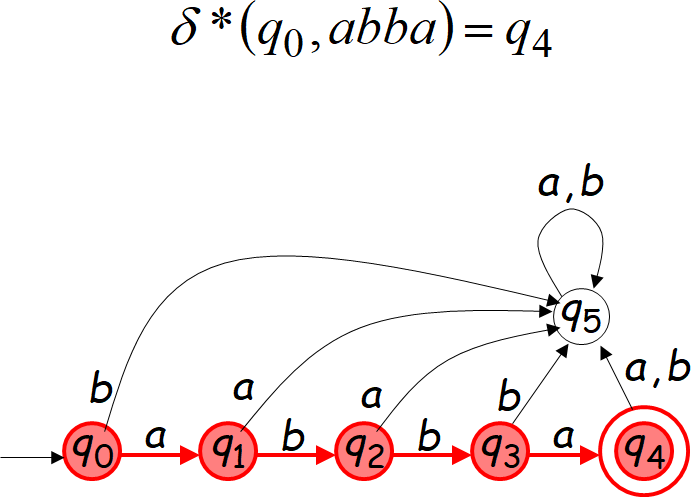 δ*(q₀,abba)=q₄
a,b
q₅
b a a b a,b
q₀ a q₁ b q₂ b q₃ a q₄